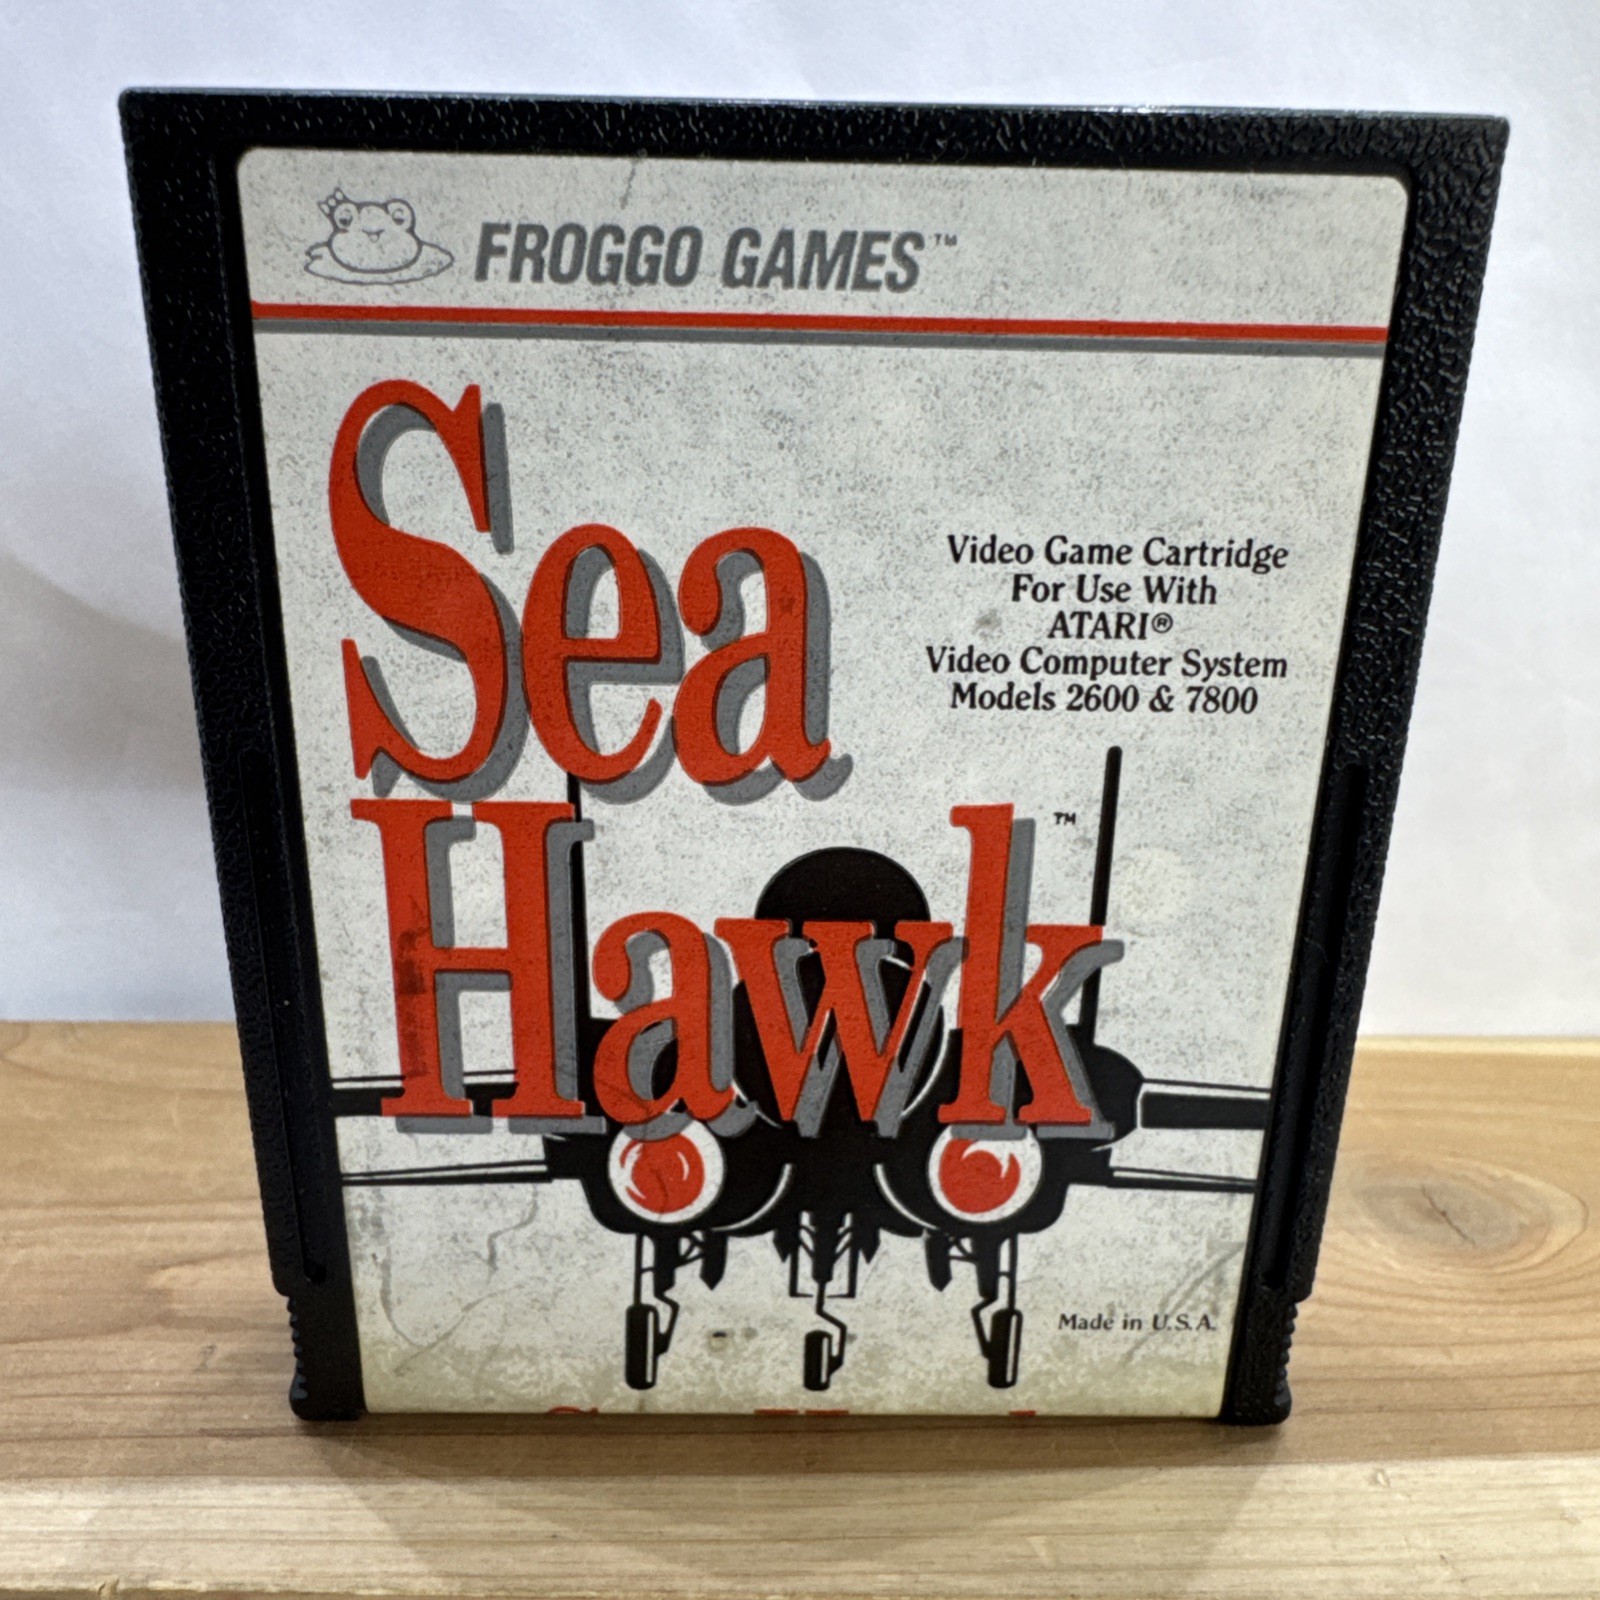 FROGGO GAMES™
Sea
Hawk™
Video Game Cartridge
For Use With
ATARI®
Video Computer System
Models 2600 & 7800
Made in U.S.A.